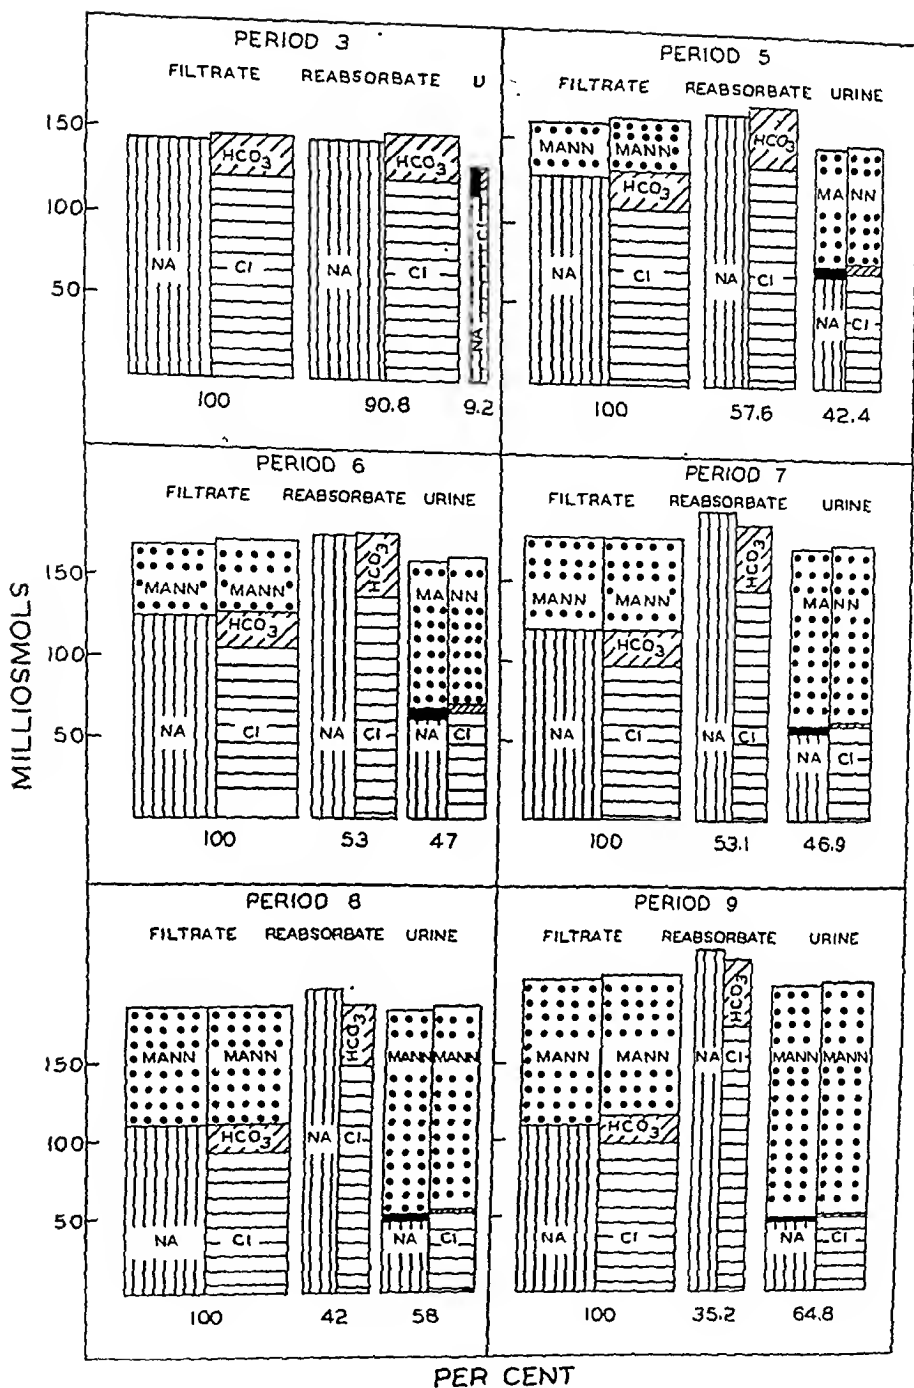 PERIOD 3
FILTRATE REABSORBATE U
150
100
50
NA HCO3 CI
NA HCO3 CI
CI NA
100 90.8 9.2
PERIOD 5
FILTRATE REABSORBATE URINE
MANN MANN
HCO3
NA CI
HCO3
NA CI
MANN
NA CI
100 57.6 42.4
PERIOD 6
FILTRATE REABSORBATE URINE
150
100
50
MANN MANN
HCO3
NA CI
HCO3
NA CI
MANN
NA CI
100 53 47
PERIOD 7
FILTRATE REABSORBATE URINE
MANN MANN
HCO3
NA CI
HCO3
NA CI
MANN
NA CI
100 53.1 46.9
PERIOD 8
FILTRATE REABSORBATE URINE
150
100
50
MANN MANN
HCO3
NA CI
HCO3
NA CI
MANN MANN
NA CI
100 42 58
PERIOD 9
FILTRATE REABSORBATE URINE
MANN MANN
HCO3
NA CI
HCO3
NA CI
MANN MANN
NA CI
100 35.2 64.8
MILLIOSMOLS
PER CENT